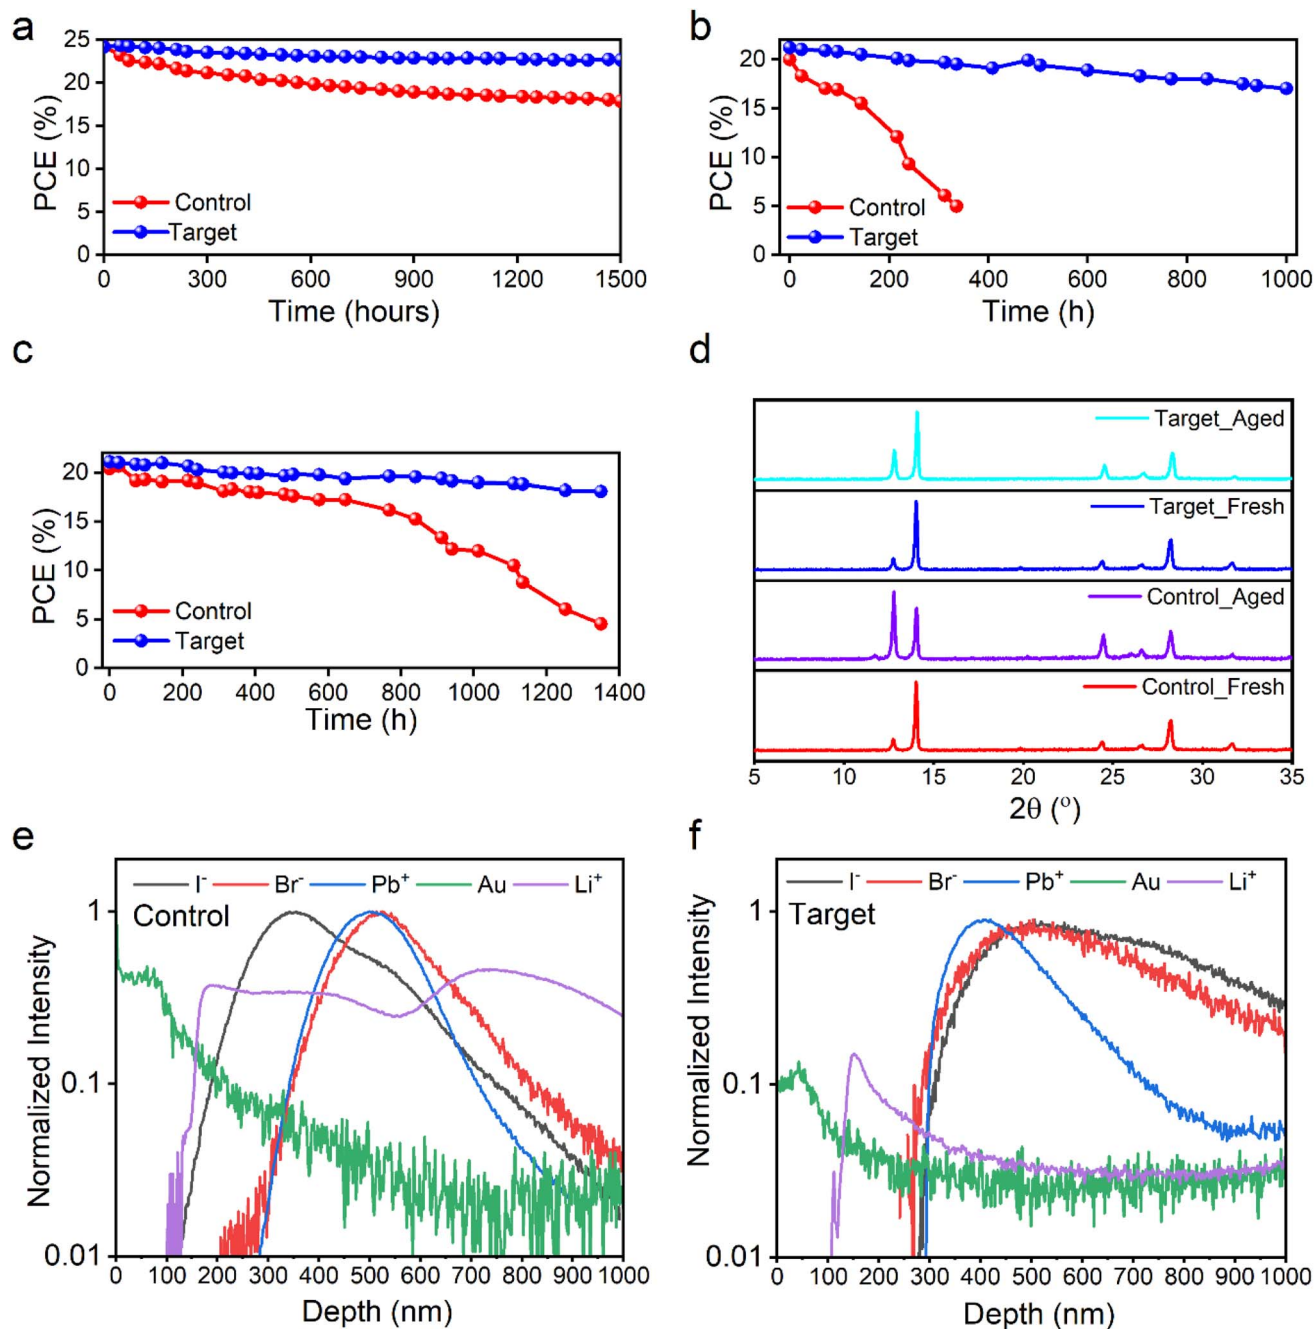 a
25
20
15
10
5
0
PCE (%)
Control
Target
0 300 600 900 1200 1500
Time (hours)
b
20
15
10
5
0
PCE (%)
Control
Target
0 200 400 600 800 1000
Time (h)
c
20
15
10
5
0
PCE (%)
Control
Target
0 200 400 600 800 1000 1200 1400
Time (h)
d
Target_Aged
Target_Fresh
Control_Aged
Control_Fresh
5 10 15 20 25 30 35
2θ (°)
e
I⁻ Br⁻ Pb⁺ Au Li⁺
Control
1
0.1
0.01
Normalized Intensity
0 100 200 300 400 500 600 700 800 900 1000
Depth (nm)
f
I⁻ Br⁻ Pb⁺ Au Li⁺
Target
1
0.1
0.01
Normalized Intensity
0 100 200 300 400 500 600 700 800 900 1000
Depth (nm)